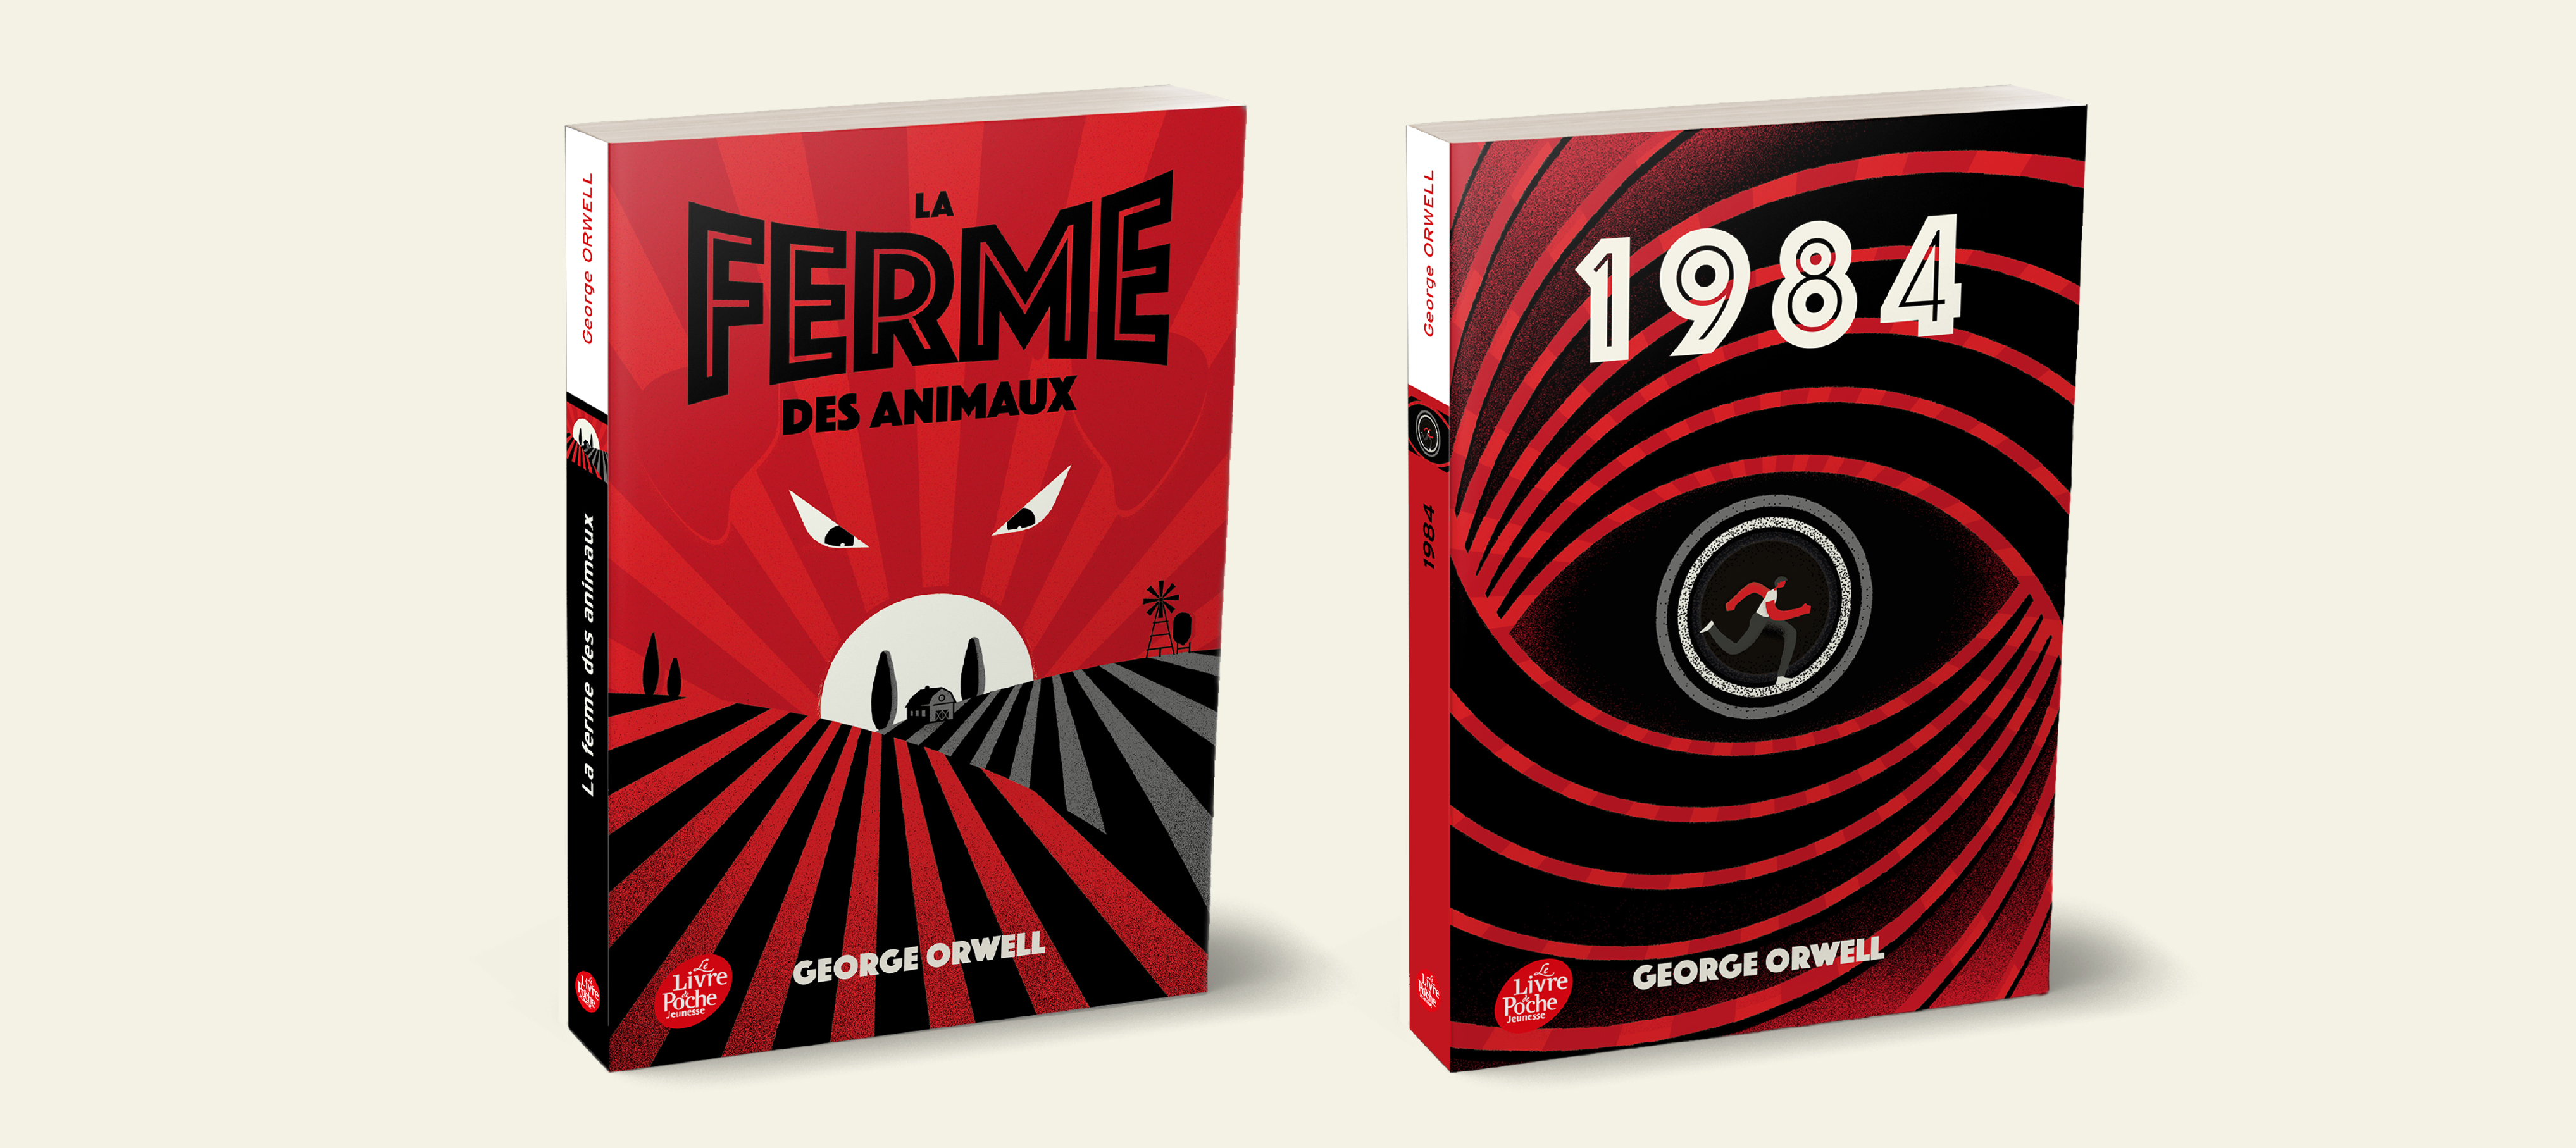 George ORWELL
La ferme des animaux
LA
FERME
DES ANIMAUX
GEORGE ORWELL
Le
Livre
de
Poche
Jeunesse
George ORWELL
1984
1984
GEORGE ORWELL
Le
Livre
de
Poche
Jeunesse